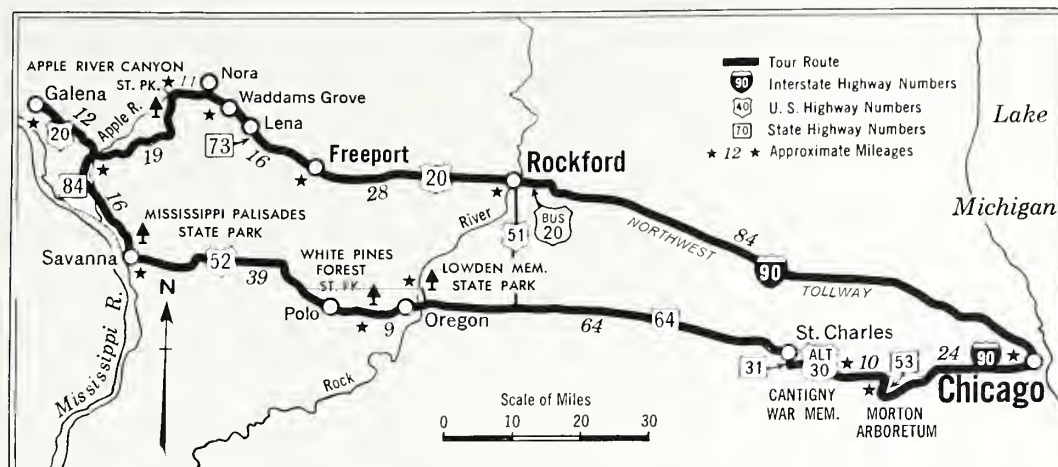 APPLE RIVER CANYON
ST. PK.
★ 11
Nora
Galena
Waddams Grove
Lena
12
20
Apple R.
19
73
16
Freeport
28
20
Rockford
84
16
MISSISSIPPI PALISADES
STATE PARK
Savanna
52
39
WHITE PINES
FOREST
ST. PK.
River
51
BUS
20
LOWDEN MEM.
STATE PARK
NORTHWEST
84
90
TOLLWAY
N
Polo
9
Oregon
64
64
St. Charles
31
ALT
30
10
53
24
90
Chicago
CANTIGNY
WAR MEM.
MORTON
ARBORETUM
Mississippi R.
Rock
Scale of Miles
0 10 20 30
Tour Route
90 Interstate Highway Numbers
40 U. S. Highway Numbers
70 State Highway Numbers
★ 12 ★ Approximate Mileages
Lake
Michigan